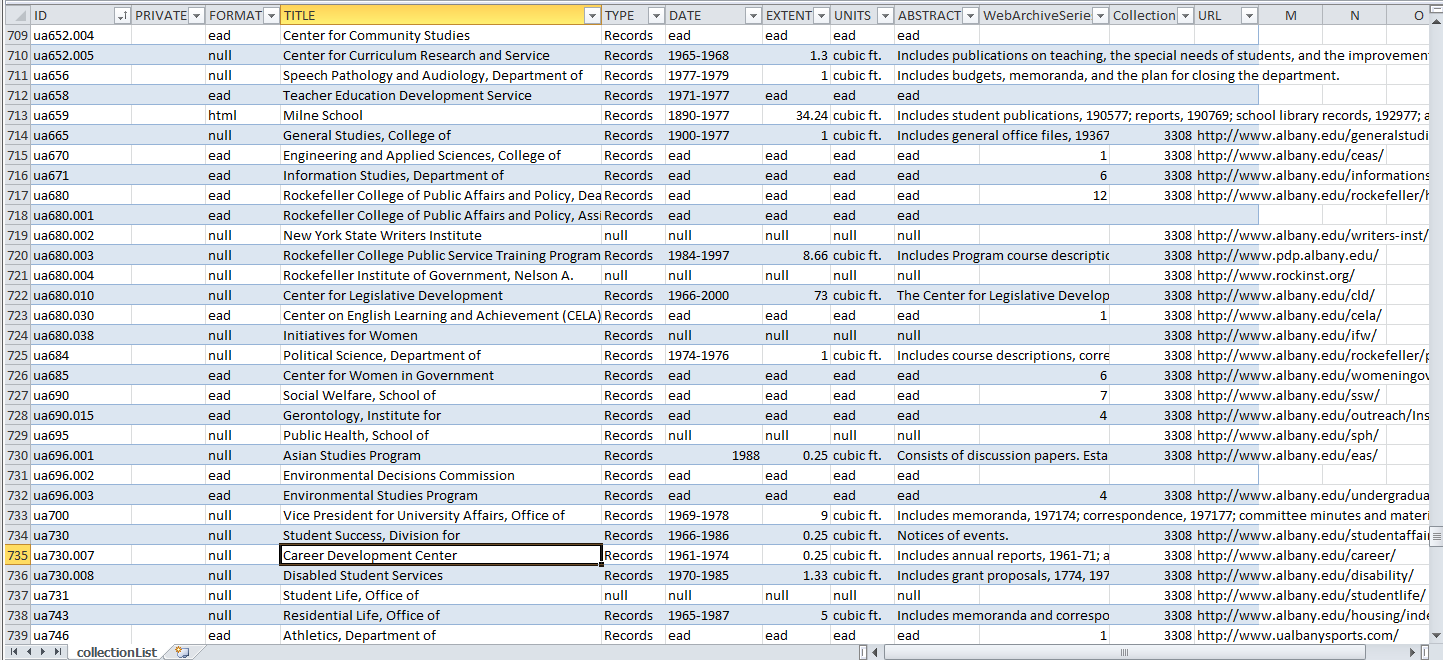 ID PRIVATE FORMAT TITLE TYPE DATE EXTENT UNITS ABSTRACT WebArchiveSerie Collection URL M N O
709 ua652.004 ead Center for Community Studies Records ead ead ead ead
710 ua652.005 null Center for Curriculum Research and Service Records 1965-1968 1.3 cubic ft. Includes publications on teaching, the special needs of students, and the improvemen
711 ua656 null Speech Pathology and Audiology, Department of Records 1977-1979 1 cubic ft. Includes budgets, memoranda, and the plan for closing the department.
712 ua658 ead Teacher Education Development Service Records 1971-1977 ead ead ead
713 ua659 html Milne School Records 1890-1977 34.24 cubic ft. Includes student publications, 190577; reports, 190769; school library records, 192977; a
714 ua665 null General Studies, College of Records 1900-1977 1 cubic ft. Includes general office files, 19367 3308 http://www.albany.edu/generalstudi
715 ua670 ead Engineering and Applied Sciences, College of Records ead ead ead ead 1 3308 http://www.albany.edu/ceas/
716 ua671 ead Information Studies, Department of Records ead ead ead ead 6 3308 http://www.albany.edu/informations
717 ua680 ead Rockefeller College of Public Affairs and Policy, Dea Records ead ead ead ead 12 3308 http://www.albany.edu/rockefeller/h
718 ua680.001 ead Rockefeller College of Public Affairs and Policy, Assi Records ead ead ead ead
719 ua680.002 null New York State Writers Institute null null null null null 3308 http://www.albany.edu/writers-inst/
720 ua680.003 null Rockefeller College Public Service Training Program Records 1984-1997 8.66 cubic ft. Includes Program course descriptic 3308 http://www.pdp.albany.edu/
721 ua680.004 null Rockefeller Institute of Government, Nelson A. null null null null null 3308 http://www.rockinst.org/
722 ua680.010 null Center for Legislative Development Records 1966-2000 73 cubic ft. The Center for Legislative Develop 3308 http://www.albany.edu/cld/
723 ua680.030 ead Center on English Learning and Achievement (CELA) Records ead ead ead ead 1 3308 http://www.albany.edu/cela/
724 ua680.038 null Initiatives for Women Records null null null null 3308 http://www.albany.edu/ifw/
725 ua684 null Political Science, Department of Records 1974-1976 1 cubic ft. Includes course descriptions, corre 3308 http://www.albany.edu/rockefeller/p
726 ua685 ead Center for Women in Government Records ead ead ead ead 6 3308 http://www.albany.edu/womeningov
727 ua690 ead Social Welfare, School of Records ead ead ead ead 7 3308 http://www.albany.edu/ssw/
728 ua690.015 ead Gerontology, Institute for Records ead ead ead ead 4 3308 http://www.albany.edu/outreach/Ins
729 ua695 null Public Health, School of Records null null null null 3308 http://www.albany.edu/sph/
730 ua696.001 null Asian Studies Program Records 1988 0.25 cubic ft. Consists of discussion papers. Esta 3308 http://www.albany.edu/eas/
731 ua696.002 ead Environmental Decisions Commission Records ead ead ead ead
732 ua696.003 ead Environmental Studies Program Records ead ead ead ead 4 3308 http://www.albany.edu/undergradua
733 ua700 null Vice President for University Affairs, Office of Records 1969-1978 9 cubic ft. Includes memoranda, 197174; correspondence, 197177; committee minutes and materi
734 ua730 null Student Success, Division for Records 1966-1986 0.25 cubic ft. Notices of events. 3308 http://www.albany.edu/studentaffai
735 ua730.007 null Career Development Center Records 1961-1974 0.25 cubic ft. Includes annual reports, 1961-71; a 3308 http://www.albany.edu/career/
736 ua730.008 null Disabled Student Services Records 1970-1985 1.33 cubic ft. Includes grant proposals, 1774, 197 3308 http://www.albany.edu/disability/
737 ua731 null Student Life, Office of null null null null null 3308 http://www.albany.edu/studentlife/
738 ua743 null Residential Life, Office of Records 1965-1987 5 cubic ft. Includes memoranda and correspo 3308 http://www.albany.edu/housing/inde
739 ua746 ead Athletics, Department of Records ead ead ead ead 1 3308 http://www.ualbanysports.com/
collectionList